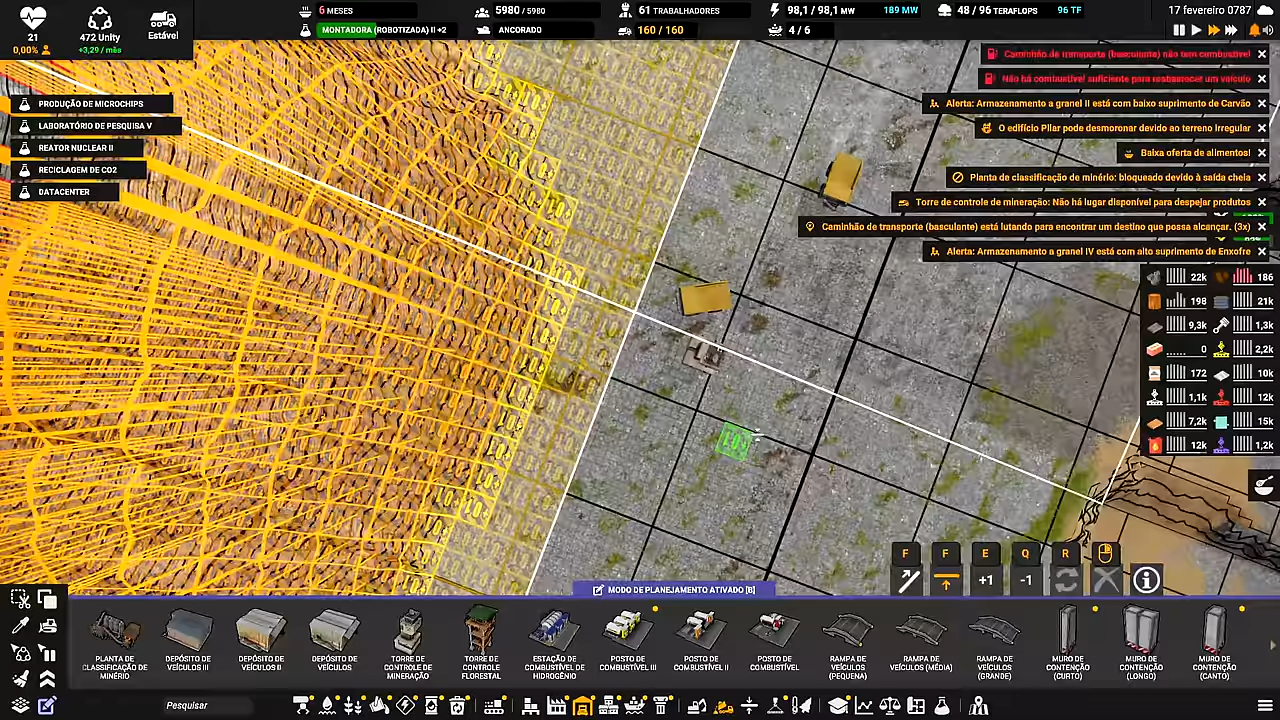 21
0,00%
472 Unity
+3,29 / mês
Estável
6 MESES
MONTADORA (ROBOTIZADA) II +2
5980 / 5980
ANCORADO
61 TRABALHADORES
160 / 160
98,1 / 98,1 MW 189 MW
4 / 6
48 / 96 TERAFLOPS 96 TF
17 fevereiro 0787
PRODUÇÃO DE MICROCHIPS
LABORATÓRIO DE PESQUISA V
REATOR NUCLEAR II
RECICLAGEM DE CO2
DATACENTER
Caminhão de transporte (basculante) não tem combustível
Não há combustível suficiente para reabastecer um veículo
Alerta: Armazenamento a granel II está com baixo suprimento de Carvão
O edifício Pilar pode desmoronar devido ao terreno irregular
Baixa oferta de alimentos!
Planta de classificação de minério: bloqueado devido à saída cheia
Torre de controle de mineração: Não há lugar disponível para despejar produtos
Caminhão de transporte (basculante) está lutando para encontrar um destino que possa alcançar. (3x)
Alerta: Armazenamento a granel IV está com alto suprimento de Enxofre
22k 186
198 21k
9,3k 1,3k
0 2,2k
172 10k
1,1k 12k
7,2k 15k
12k 1,2k
F F E Q R
+1 -1
MODO DE PLANEJAMENTO ATIVADO [B]
PLANTA DE CLASSIFICAÇÃO DE MINÉRIO
DEPÓSITO DE VEÍCULOS III
DEPÓSITO DE VEÍCULOS II
DEPÓSITO DE VEÍCULOS
TORRE DE CONTROLE DE MINERAÇÃO
TORRE DE CONTROLE FLORESTAL
ESTAÇÃO DE COMBUSTÍVEL DE HIDROGÊNIO
POSTO DE COMBUSTÍVEL III
POSTO DE COMBUSTÍVEL II
POSTO DE COMBUSTÍVEL
RAMPA DE VEÍCULOS (PEQUENA)
RAMPA DE VEÍCULOS (MÉDIA)
RAMPA DE VEÍCULOS (GRANDE)
MURO DE CONTENÇÃO (CURTO)
MURO DE CONTENÇÃO (LONGO)
MURO DE CONTENÇÃO (CANTO)
Pesquisar